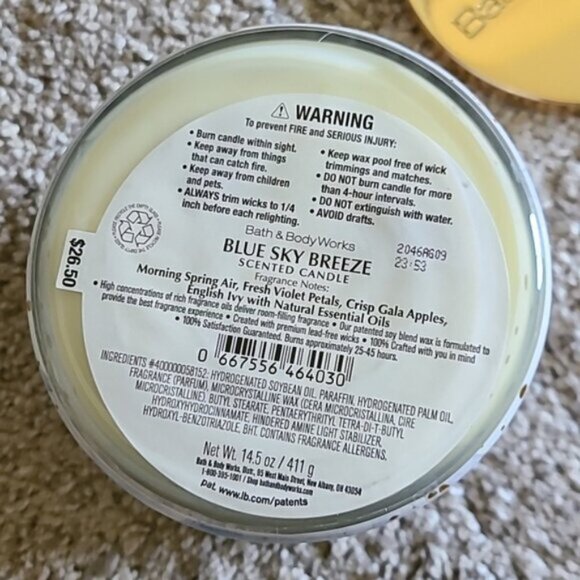 Ba
⚠ WARNING
To prevent FIRE and SERIOUS INJURY:
• Burn candle within sight.
• Keep away from things
that can catch fire.
• Keep away from children
and pets.
• ALWAYS trim wicks to 1/4
inch before each relighting.
• Keep wax pool free of wick
trimmings and matches.
• DO NOT burn candle for more
than 4-hour intervals.
• DO NOT extinguish with water.
• AVOID drafts.
$26.50
Bath & Body Works
BLUE SKY BREEZE
SCENTED CANDLE
2046AG09
23:53
Fragrance Notes:
Morning Spring Air, Fresh Violet Petals, Crisp Gala Apples,
English Ivy with Natural Essential Oils
• High concentrations of rich fragrance oils deliver room-filling fragrance • Our patented soy blend wax is formulated to
provide the best fragrance experience • Created with premium lead-free wicks • 100% Crafted with you in mind
• 100% Satisfaction Guaranteed. Burns approximately 25-45 hours.
0 667556 464030
INGREDIENTS #400000058152: HYDROGENATED SOYBEAN OIL, PARAFFIN, HYDROGENATED PALM OIL,
FRAGRANCE (PARFUM), MICROCRYSTALLINE WAX (CERA MICROCRISTALLINA, CIRE
MICROCRISTALLINE), BUTYL STEARATE, PENTAERYTHRITYL TETRA-DI-T-BUTYL
HYDROXYHYDROCINNAMATE, HINDERED AMINE LIGHT STABILIZER,
HYDROXYL-BENZOTRIAZOLE, BHT. CONTAINS FRAGRANCE ALLERGENS.
Net Wt. 14.5 oz / 411 g
Bath & Body Works, Distr., 95 West Main Street, New Albany, OH 43054
1-800-395-1001 / Shop bathandbodyworks.com
pat. www.lb.com/patents